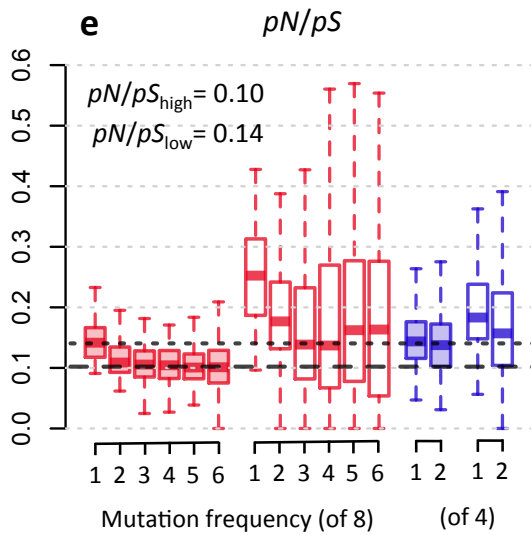 e
pN/pS
0.6
0.5
0.4
0.3
0.2
0.1
0.0
pN/pShigh= 0.10
pN/pSlow= 0.14
1 2 3 4 5 6 1 2 3 4 5 6 1 2 1 2
Mutation frequency (of 8) (of 4)